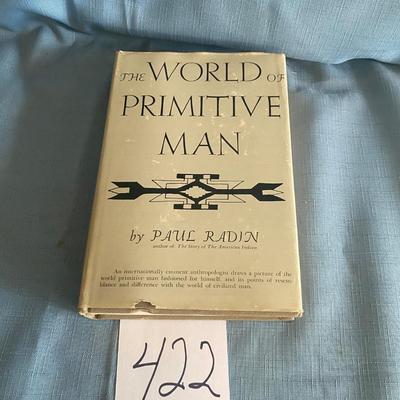 THE WORLD OF
PRIMITIVE
MAN
by PAUL RADIN
author of The Story of The American Indian
An internationally eminent anthropologist draws a picture of the
world primitive man fashioned for himself, and its points of resem-
blance and difference with the world of civilized man.
422